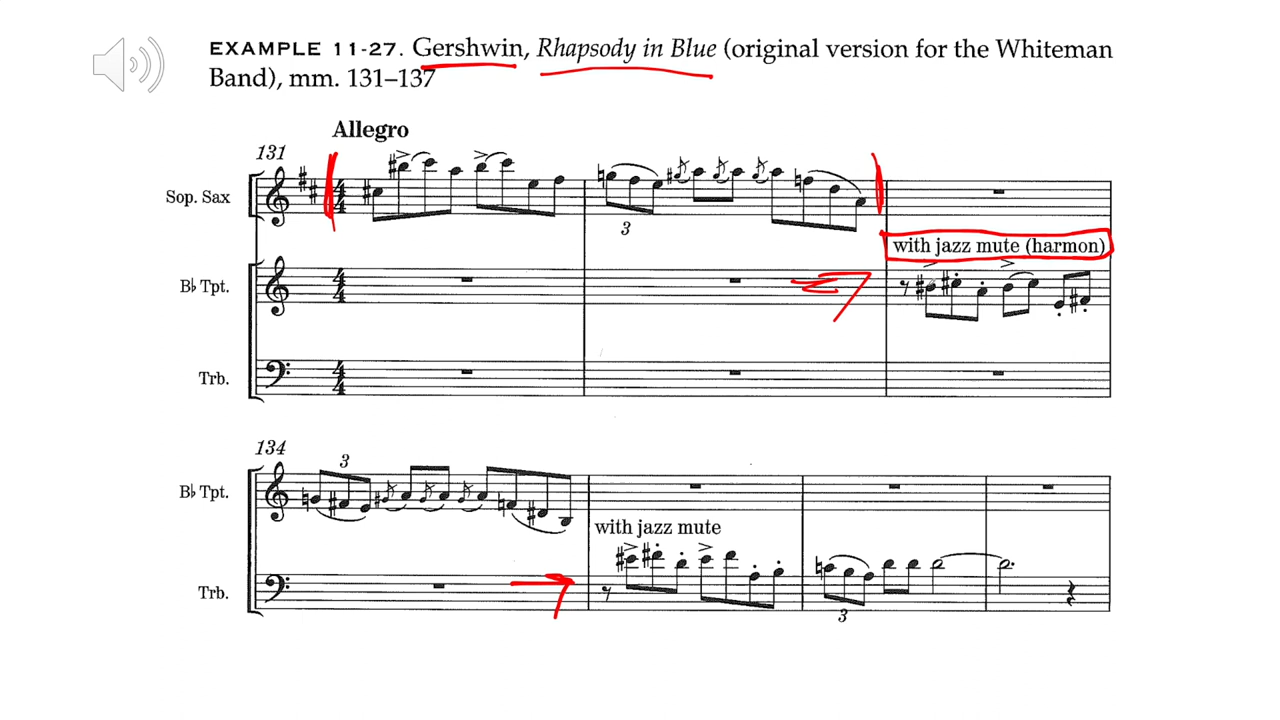 EXAMPLE 11-27. Gershwin, Rhapsody in Blue (original version for the Whiteman
Band), mm. 131–137
Allegro
131
Sop. Sax
3
with jazz mute (harmon)
B♭ Tpt.
Trb.
134
3
B♭ Tpt.
with jazz mute
Trb.
3